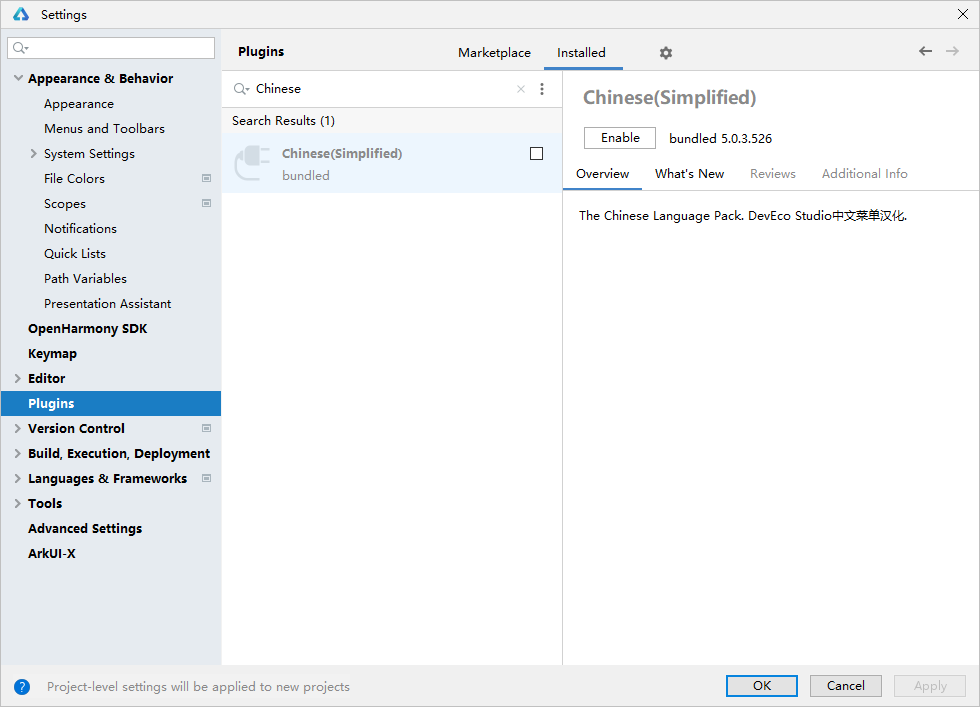 Settings
Plugins
Marketplace
Installed
Appearance & Behavior
Appearance
Menus and Toolbars
System Settings
File Colors
Scopes
Notifications
Quick Lists
Path Variables
Presentation Assistant
OpenHarmony SDK
Keymap
Editor
Plugins
Version Control
Build, Execution, Deployment
Languages & Frameworks
Tools
Advanced Settings
ArkUI-X
Chinese
Search Results (1)
Chinese(Simplified)
bundled
Chinese(Simplified)
Enable
bundled 5.0.3.526
Overview
What's New
Reviews
Additional Info
The Chinese Language Pack. DevEco Studio中文菜单汉化.
?
Project-level settings will be applied to new projects
OK
Cancel
Apply